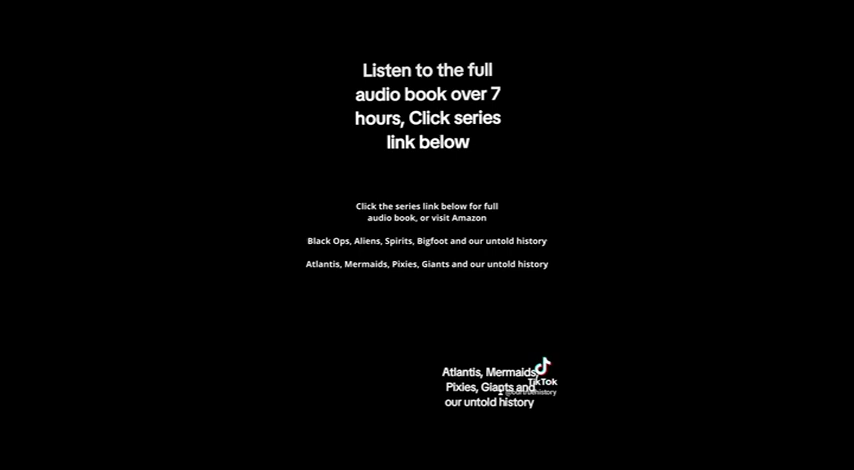 Listen to the full
audio book over 7
hours, Click series
link below
Click the series link below for full
audio book, or visit Amazon
Black Ops, Aliens, Spirits, Bigfoot and our untold history
Atlantis, Mermaids, Pixies, Giants and our untold history
Atlantis, Mermaids,
Pixies, Giants and
our untold history
TikTok